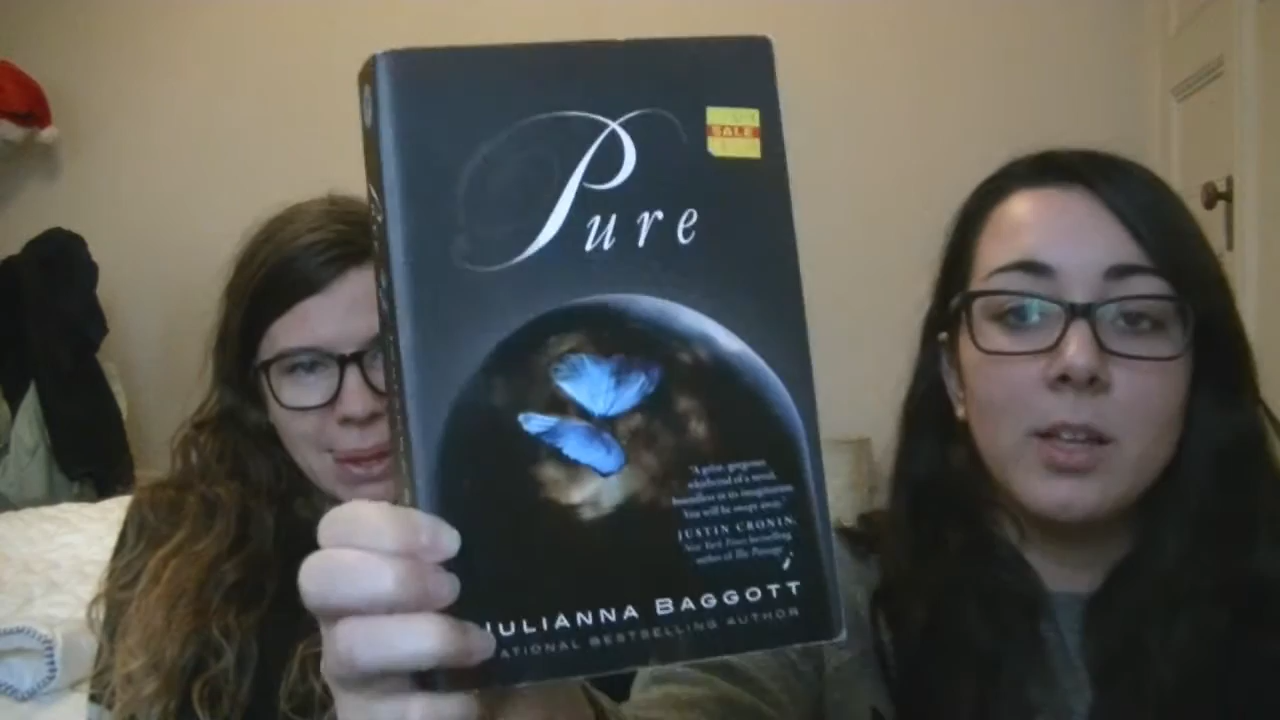 SALE
Pure
"A grim, gorgeous
whirlwind of a novel,
boundless in its imagination.
You will be swept away."
JUSTIN CRONIN,
New York Times bestselling
author of The Passage
JULIANNA BAGGOTT
NATIONAL BESTSELLING AUTHOR